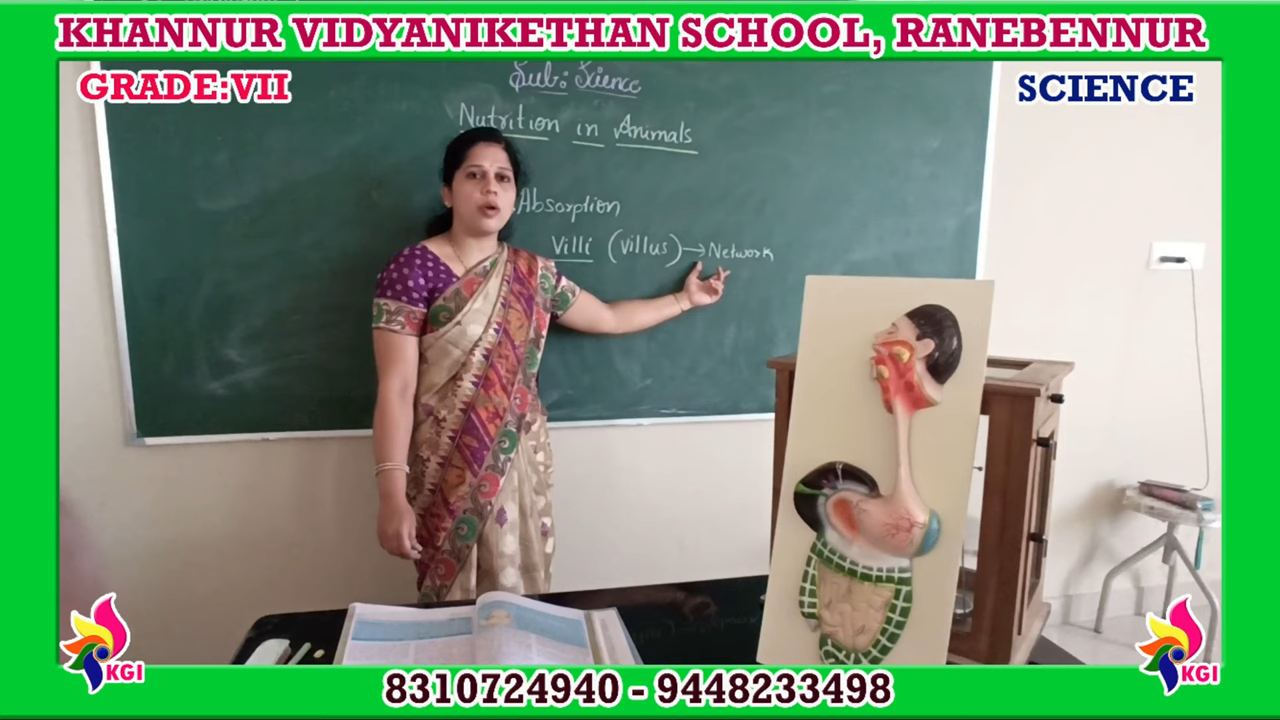 KHANNUR VIDYANIKETHAN SCHOOL, RANEBENNUR
GRADE:VII
SCIENCE
Sub: Science
Nutrition in Animals
Absorption
Villi (villus) → Network
KGI
KGI
8310724940 - 9448233498